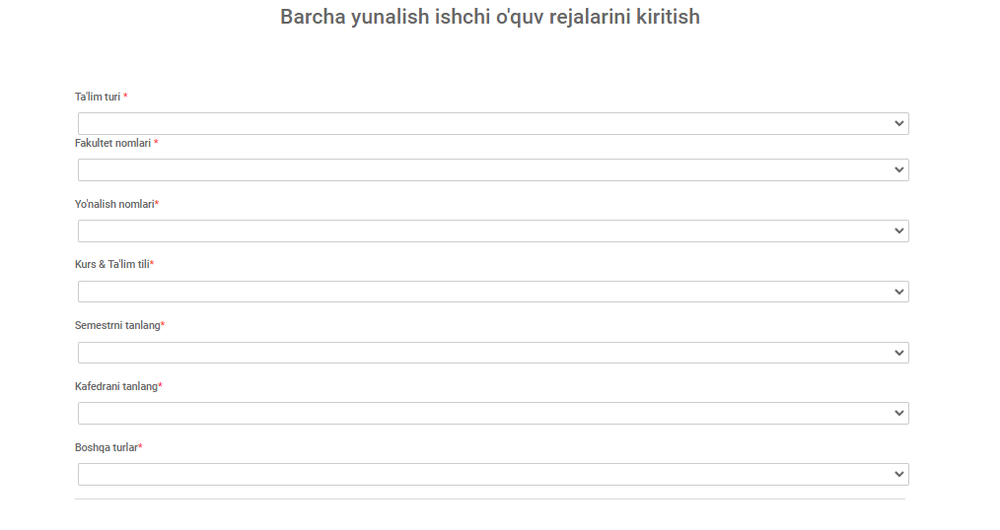 Barcha yunalish ishchi o'quv rejalarini kiritish
Ta'lim turi *
Fakultet nomlari *
Yo'nalish nomlari*
Kurs & Ta'lim tili*
Semestrni tanlang*
Kafedrani tanlang*
Boshqa turlar*